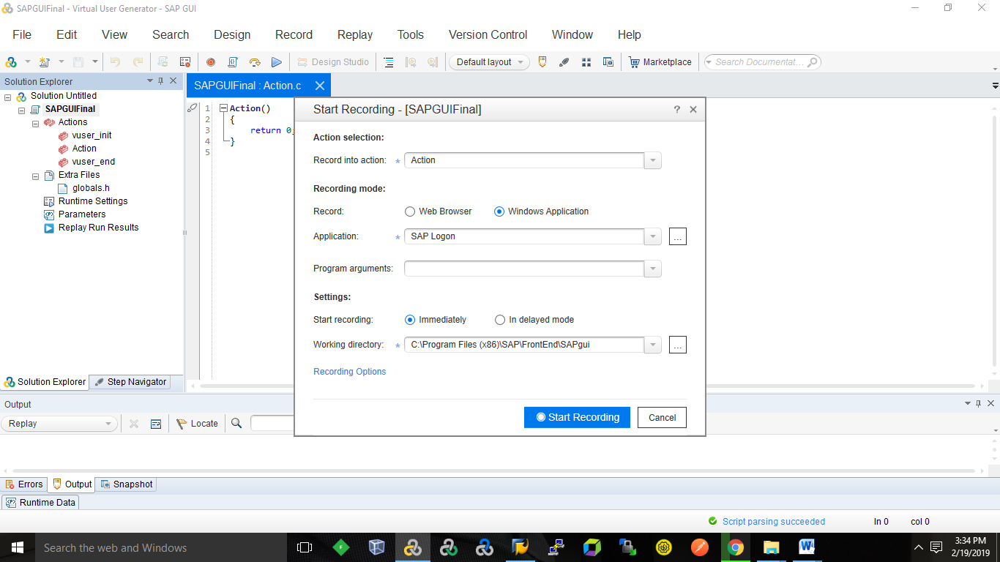 SAPGUIFinal - Virtual User Generator - SAP GUI
File Edit View Search Design Record Replay Tools Version Control Window Help
Design Studio Default layout Marketplace Search Documentat...
Solution Explorer
Solution Untitled
SAPGUIFinal
Actions
vuser_init
Action
vuser_end
Extra Files
globals.h
Runtime Settings
Parameters
Replay Run Results
Solution Explorer Step Navigator
SAPGUIFinal : Action.c
1 Action()
2 {
3 return 0;
4 }
5
Start Recording - [SAPGUIFinal] ?
Action selection:
Record into action: * Action
Recording mode:
Record: Web Browser Windows Application
Application: * SAP Logon ...
Program arguments:
Settings:
Start recording: Immediately In delayed mode
Working directory: * C:\Program Files (x86)\SAP\FrontEnd\SAPgui ...
Recording Options
Start Recording Cancel
Output
Replay Locate
Errors Output Snapshot
Runtime Data
Script parsing succeeded ln 0 col 0
Search the web and Windows
3:34 PM
2/19/2019